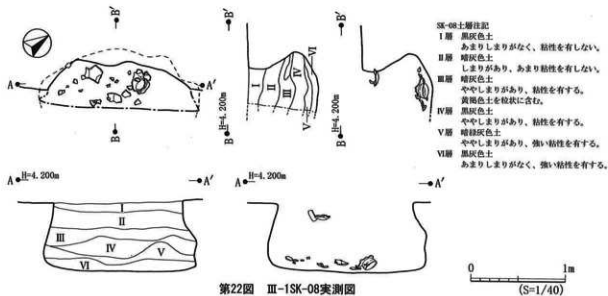 B'
B'
B'
A
A'
B
B
B
H=4.200m
H=4.200m
I
II
III
IV
V
VI
SK-08土層注記
I層 黒灰色土
あまりしまりがなく、粘性を有しない。
II層 暗灰色土
しまりがあり、あまり粘性を有しない。
III層 暗灰色土
ややしまりがあり、粘性を有する。
黄褐色土を粒状に含む。
IV層 黒灰色土
ややしまりがあり、粘性を有する。
V層 暗緑灰色土
ややしまりがあり、強い粘性を有する。
VI層 黒灰色土
あまりしまりがなく、強い粘性を有する。
A H=4.200m A'
I
II
III
IV
V
VI
A H=4.200m A'
0 1m
(S=1/40)
第22図 III-1SK-08実測図